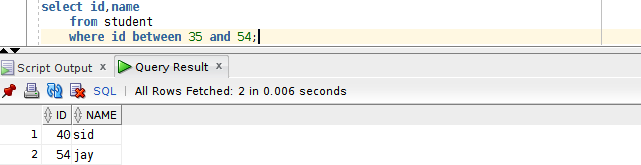 select id,name
from student
where id between 35 and 54;
Script Output x Query Result x
SQL | All Rows Fetched: 2 in 0.006 seconds
ID NAME
1 40 sid
2 54 jay